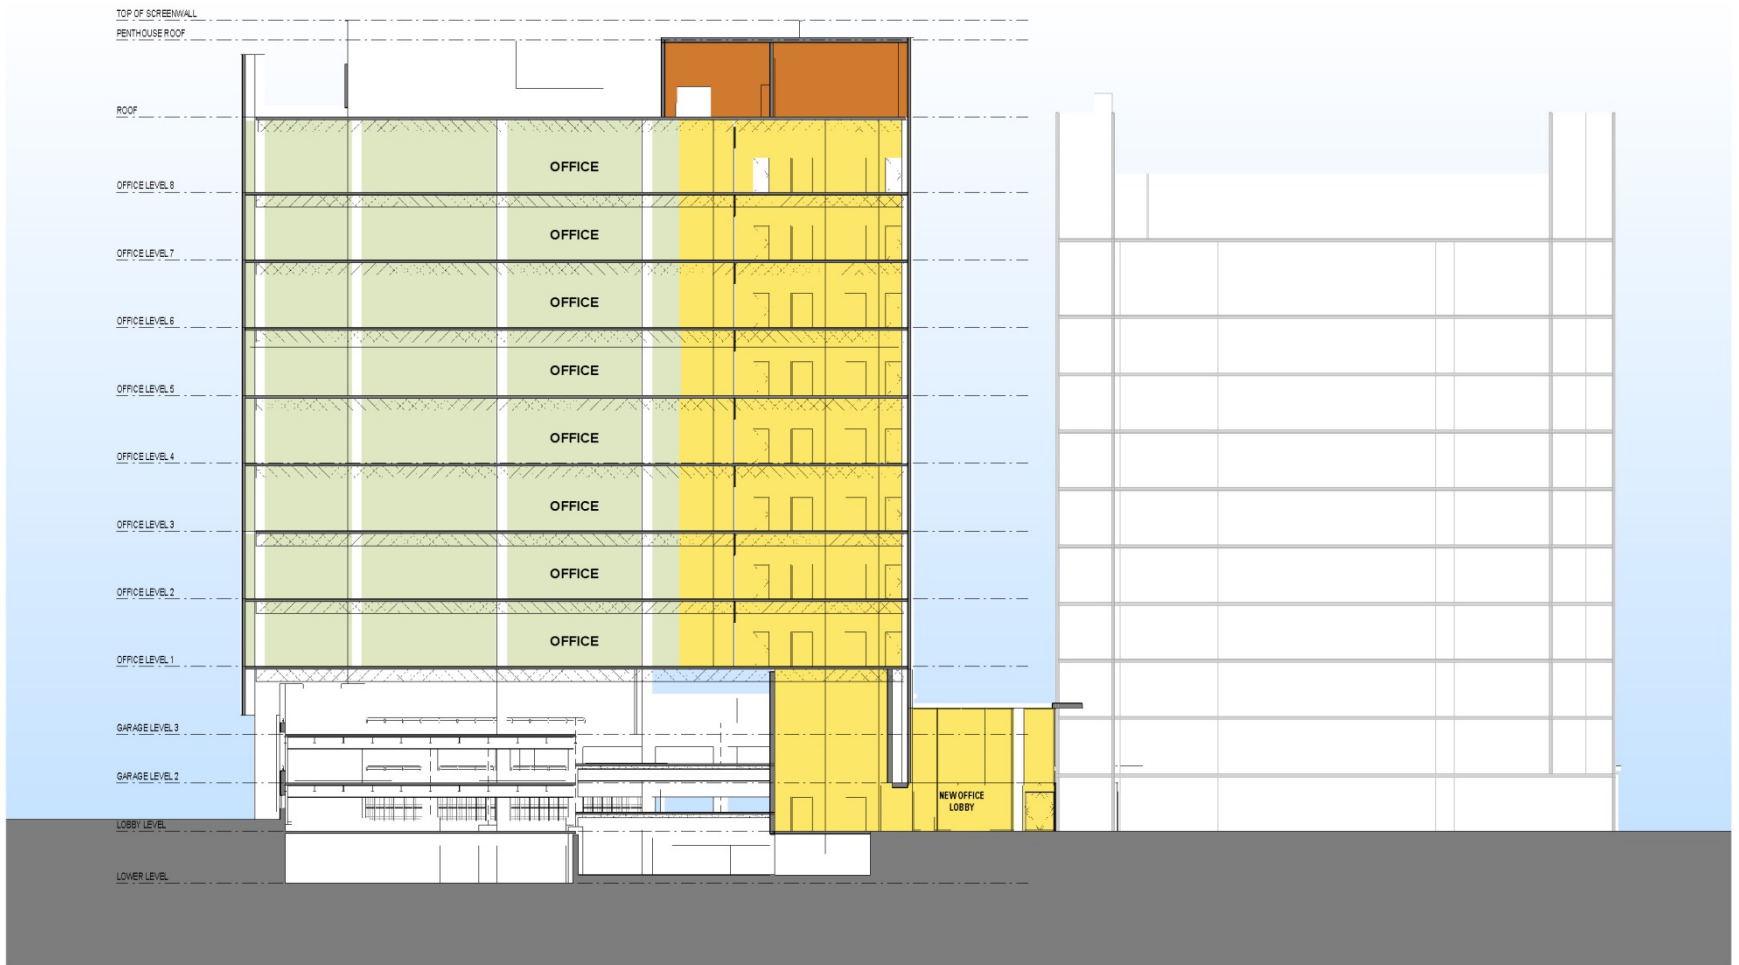 TOP OF SCREENWALL
PENTHOUSE ROOF
ROOF
OFFICE
OFFICE LEVEL 8
OFFICE
OFFICE LEVEL 7
OFFICE
OFFICE LEVEL 6
OFFICE
OFFICE LEVEL 5
OFFICE
OFFICE LEVEL 4
OFFICE
OFFICE LEVEL 3
OFFICE
OFFICE LEVEL 2
OFFICE
OFFICE LEVEL 1
GARAGE LEVEL 3
GARAGE LEVEL 2
NEW OFFICE
LOBBY
LOBBY LEVEL
LOWER LEVEL